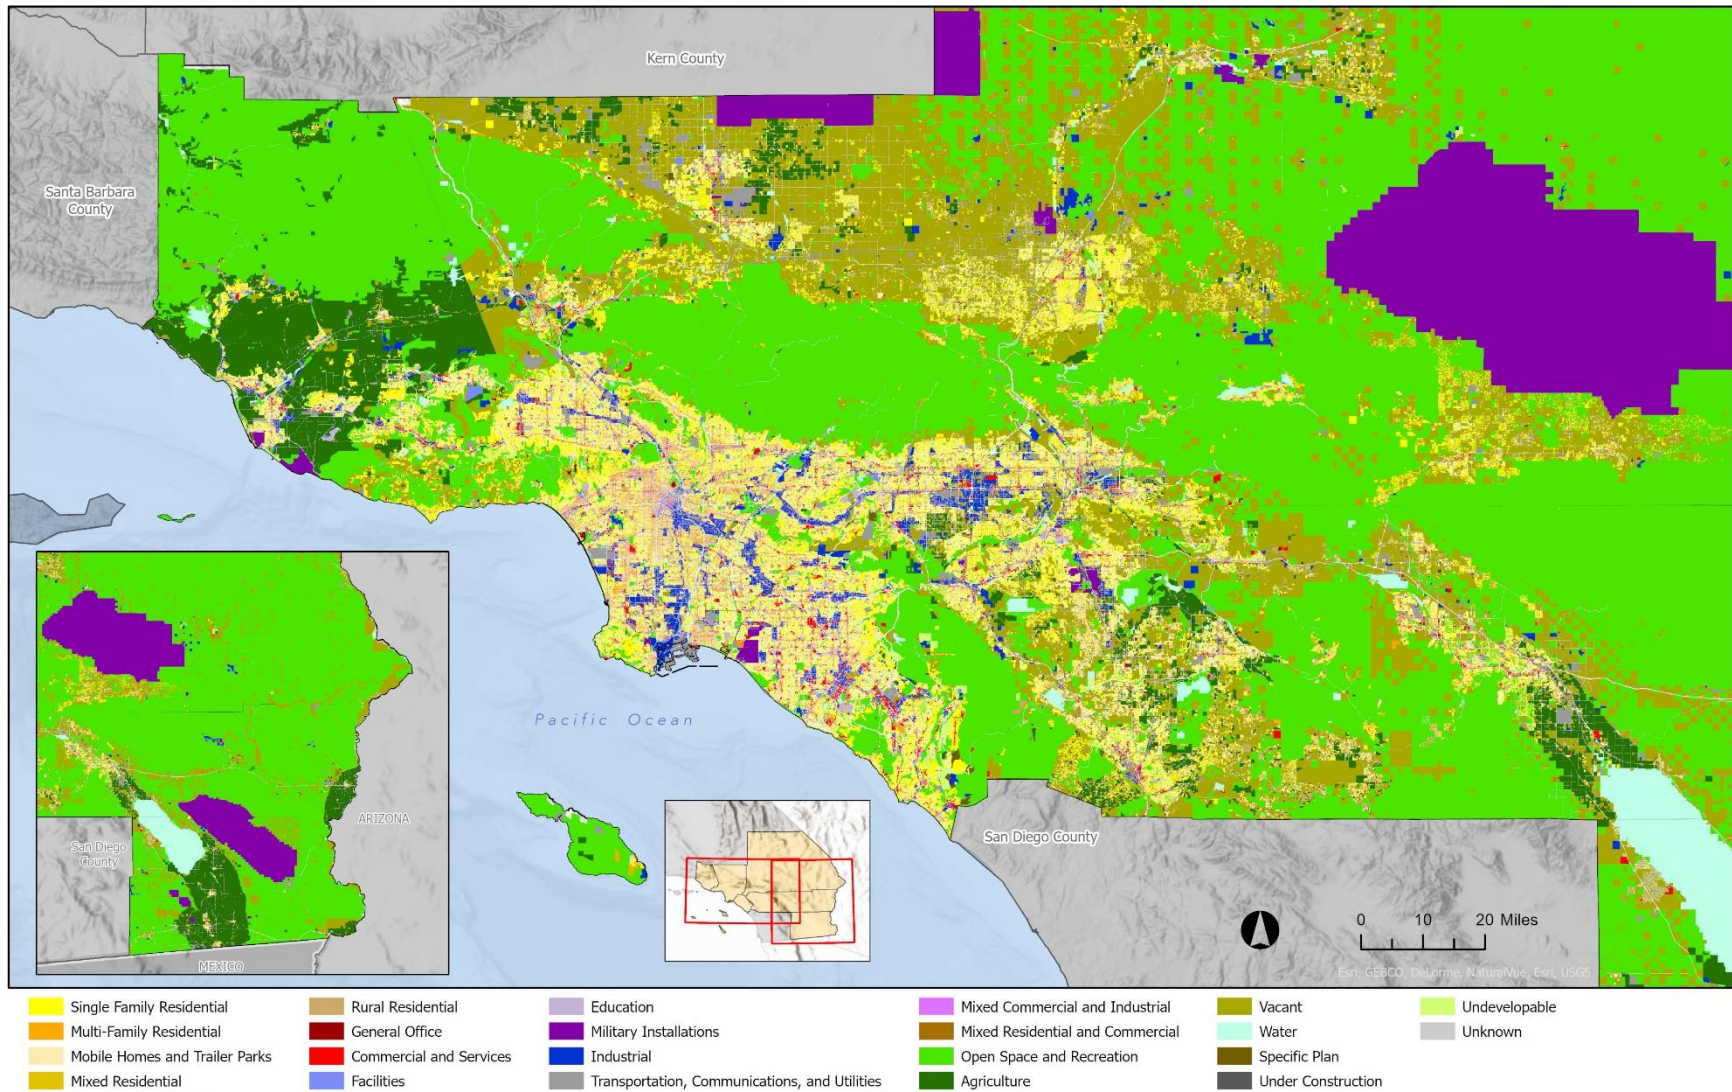 Kern County
Santa Barbara
County
Pacific Ocean
San Diego County
ARIZONA
San Diego
County
MEXICO
0 10 20 Miles
Esri, GEBCO, DeLorme, NaturalVue, Esri, USGS
Single Family Residential
Multi-Family Residential
Mobile Homes and Trailer Parks
Mixed Residential
Rural Residential
General Office
Commercial and Services
Facilities
Education
Military Installations
Industrial
Transportation, Communications, and Utilities
Mixed Commercial and Industrial
Mixed Residential and Commercial
Open Space and Recreation
Agriculture
Vacant
Water
Specific Plan
Under Construction
Undevelopable
Unknown